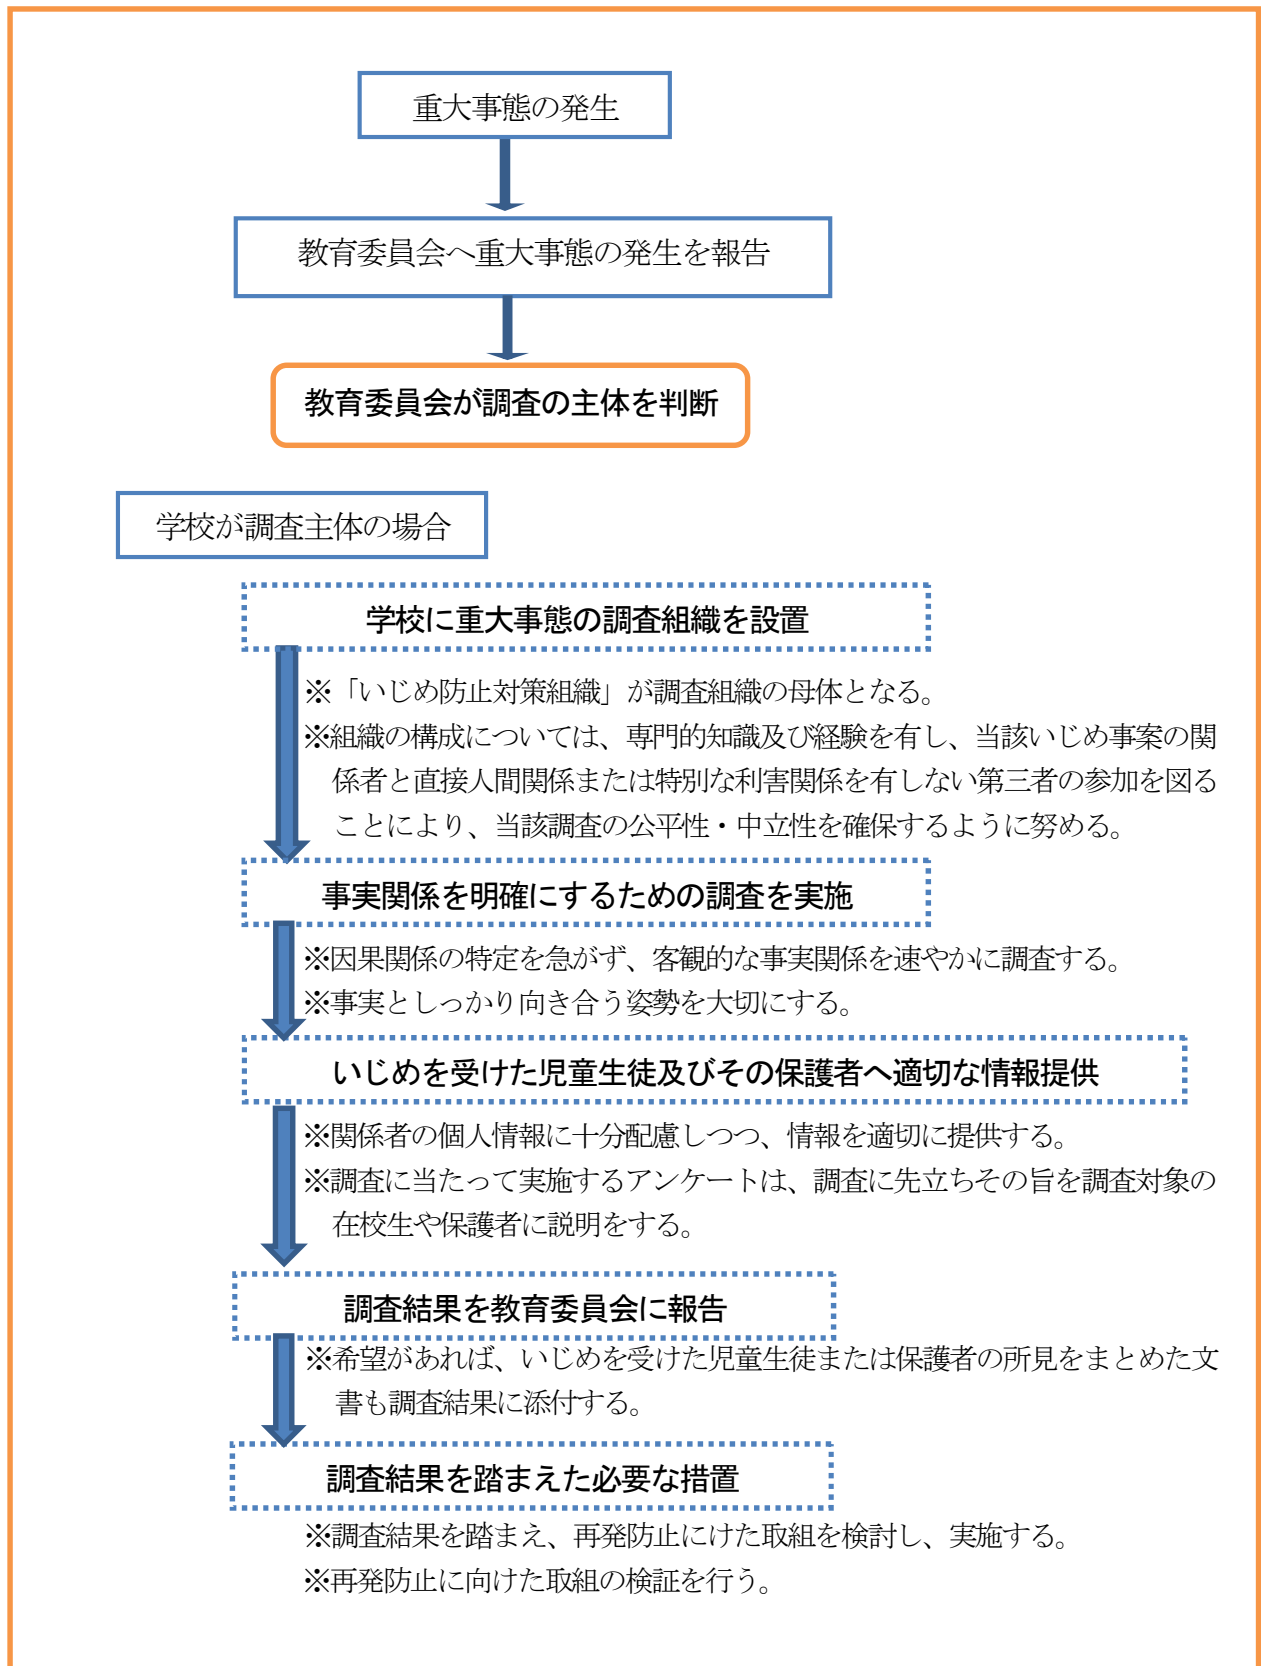 重大事態の発生
教育委員会へ重大事態の発生を報告
教育委員会が調査の主体を判断
学校が調査主体の場合
学校に重大事態の調査組織を設置
※「いじめ防止対策組織」が調査組織の母体となる。
※組織の構成については、専門的知識及び経験を有し、当該いじめ事案の関
係者と直接人間関係または特別な利害関係を有しない第三者の参加を図る
ことにより、当該調査の公平性・中立性を確保するように努める。
事実関係を明確にするための調査を実施
※因果関係の特定を急がず、客観的な事実関係を速やかに調査する。
※事実としっかり向き合う姿勢を大切にする。
いじめを受けた児童生徒及びその保護者へ適切な情報提供
※関係者の個人情報に十分配慮しつつ、情報を適切に提供する。
※調査に当たって実施するアンケートは、調査に先立ちその旨を調査対象の
在校生や保護者に説明をする。
調査結果を教育委員会に報告
※希望があれば、いじめを受けた児童生徒または保護者の所見をまとめた文
書も調査結果に添付する。
調査結果を踏まえた必要な措置
※調査結果を踏まえ、再発防止にけた取組を検討し、実施する。
※再発防止に向けた取組の検証を行う。